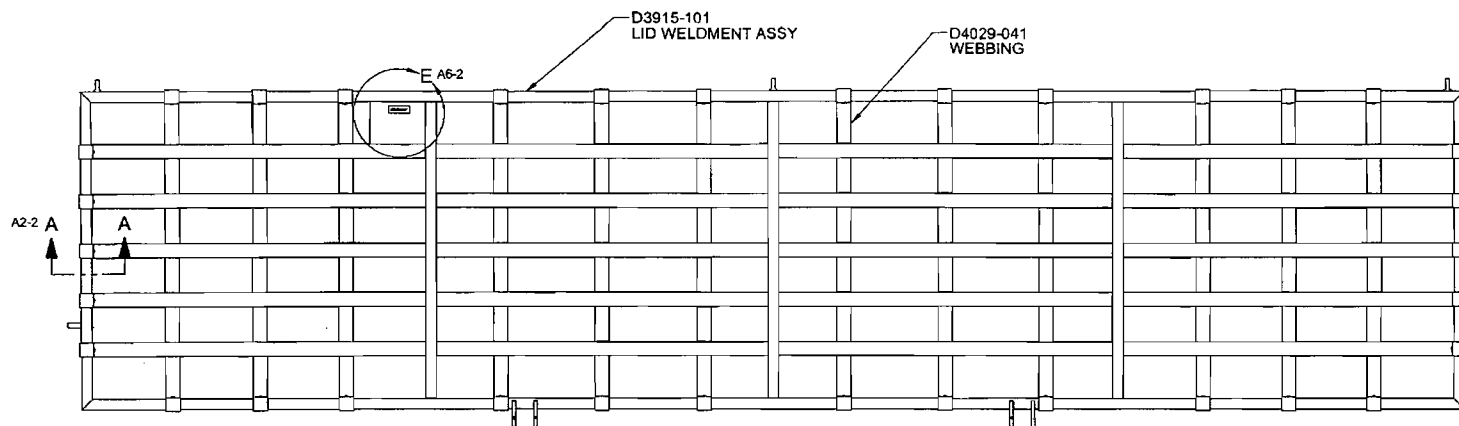 D3915-101
LID WELDMENT ASSY
D4029-041
WEBBING
E A6-2
A2-2 A A